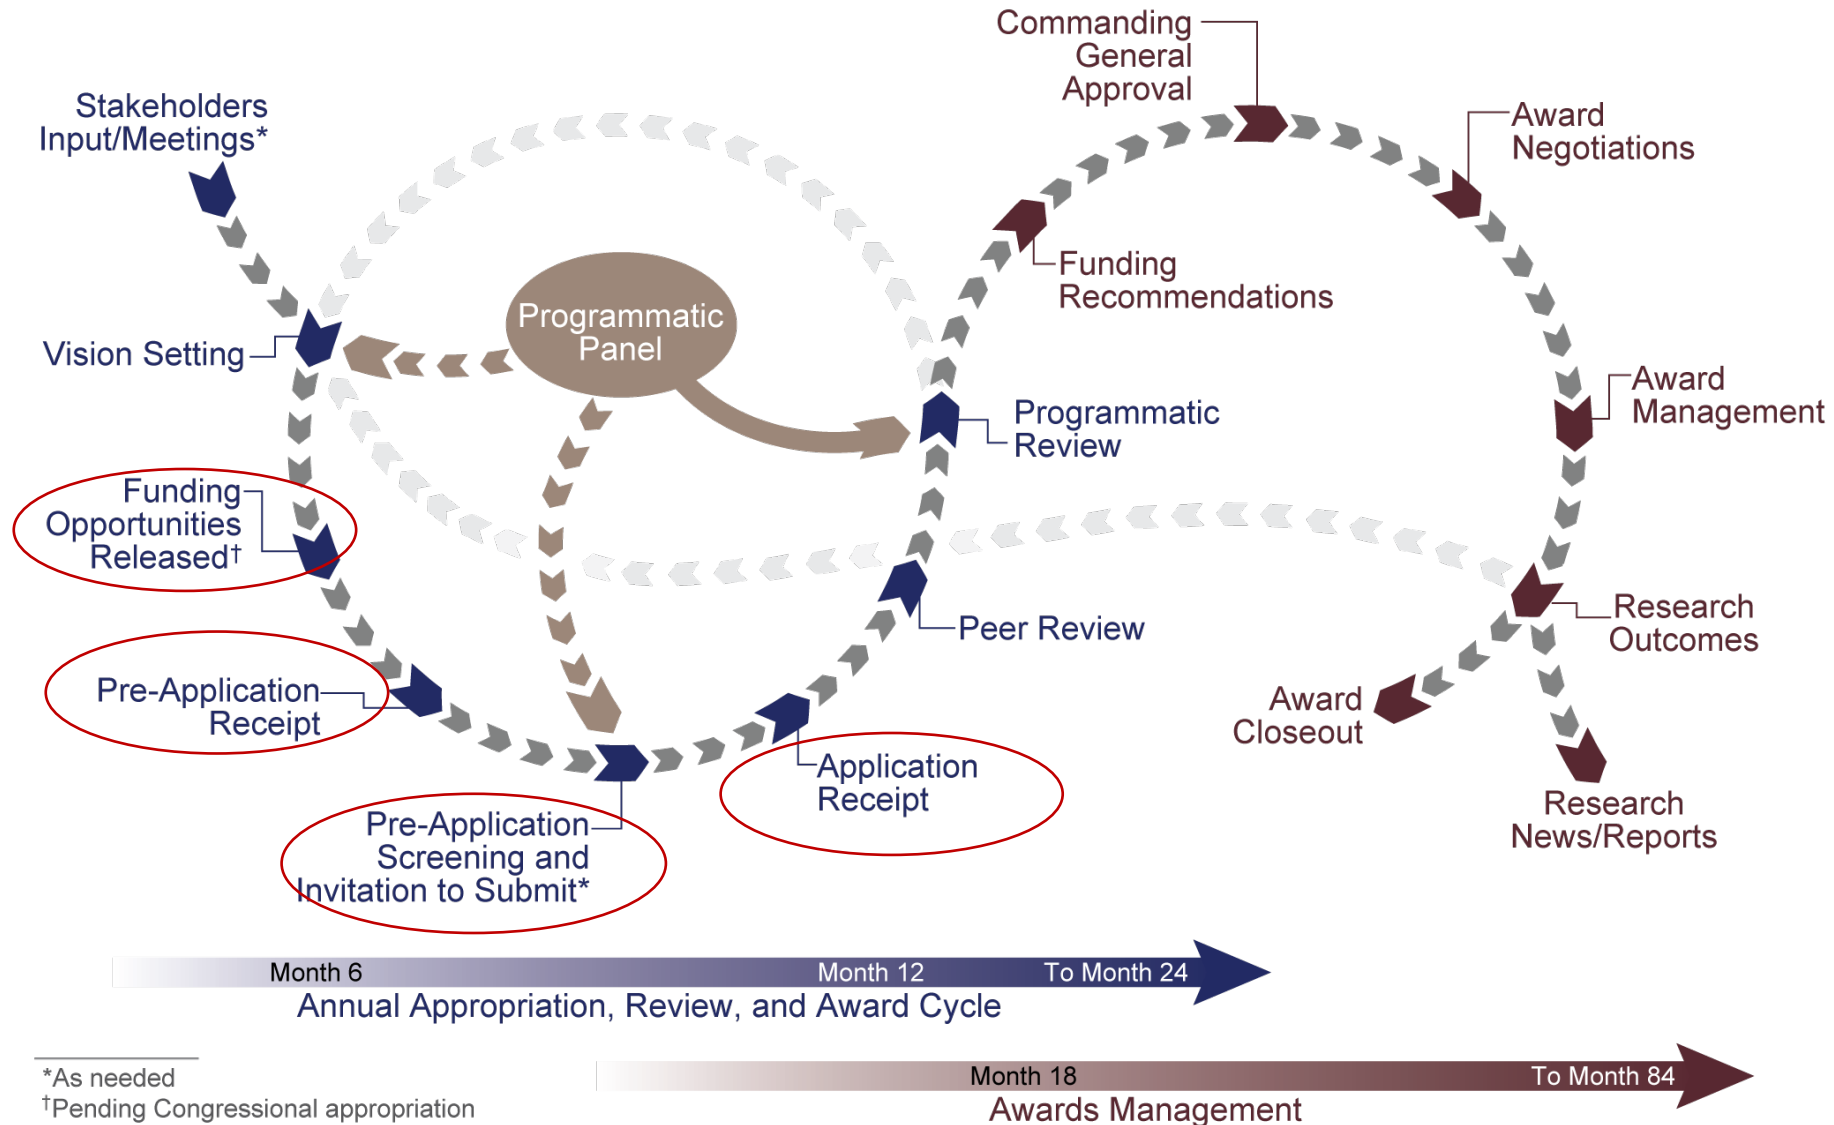 Commanding
General
Approval
Stakeholders
Input/Meetings*
Award
Negotiations
Programmatic
Panel
Funding
Recommendations
Vision Setting
Award
Management
Programmatic
Review
Funding
Opportunities
Released†
Peer Review
Research
Outcomes
Pre-Application
Receipt
Award
Closeout
Application
Receipt
Research
News/Reports
Pre-Application
Screening and
Invitation to Submit*
Month 6 Month 12 To Month 24
Annual Appropriation, Review, and Award Cycle
Month 18 To Month 84
Awards Management
*As needed
†Pending Congressional appropriation